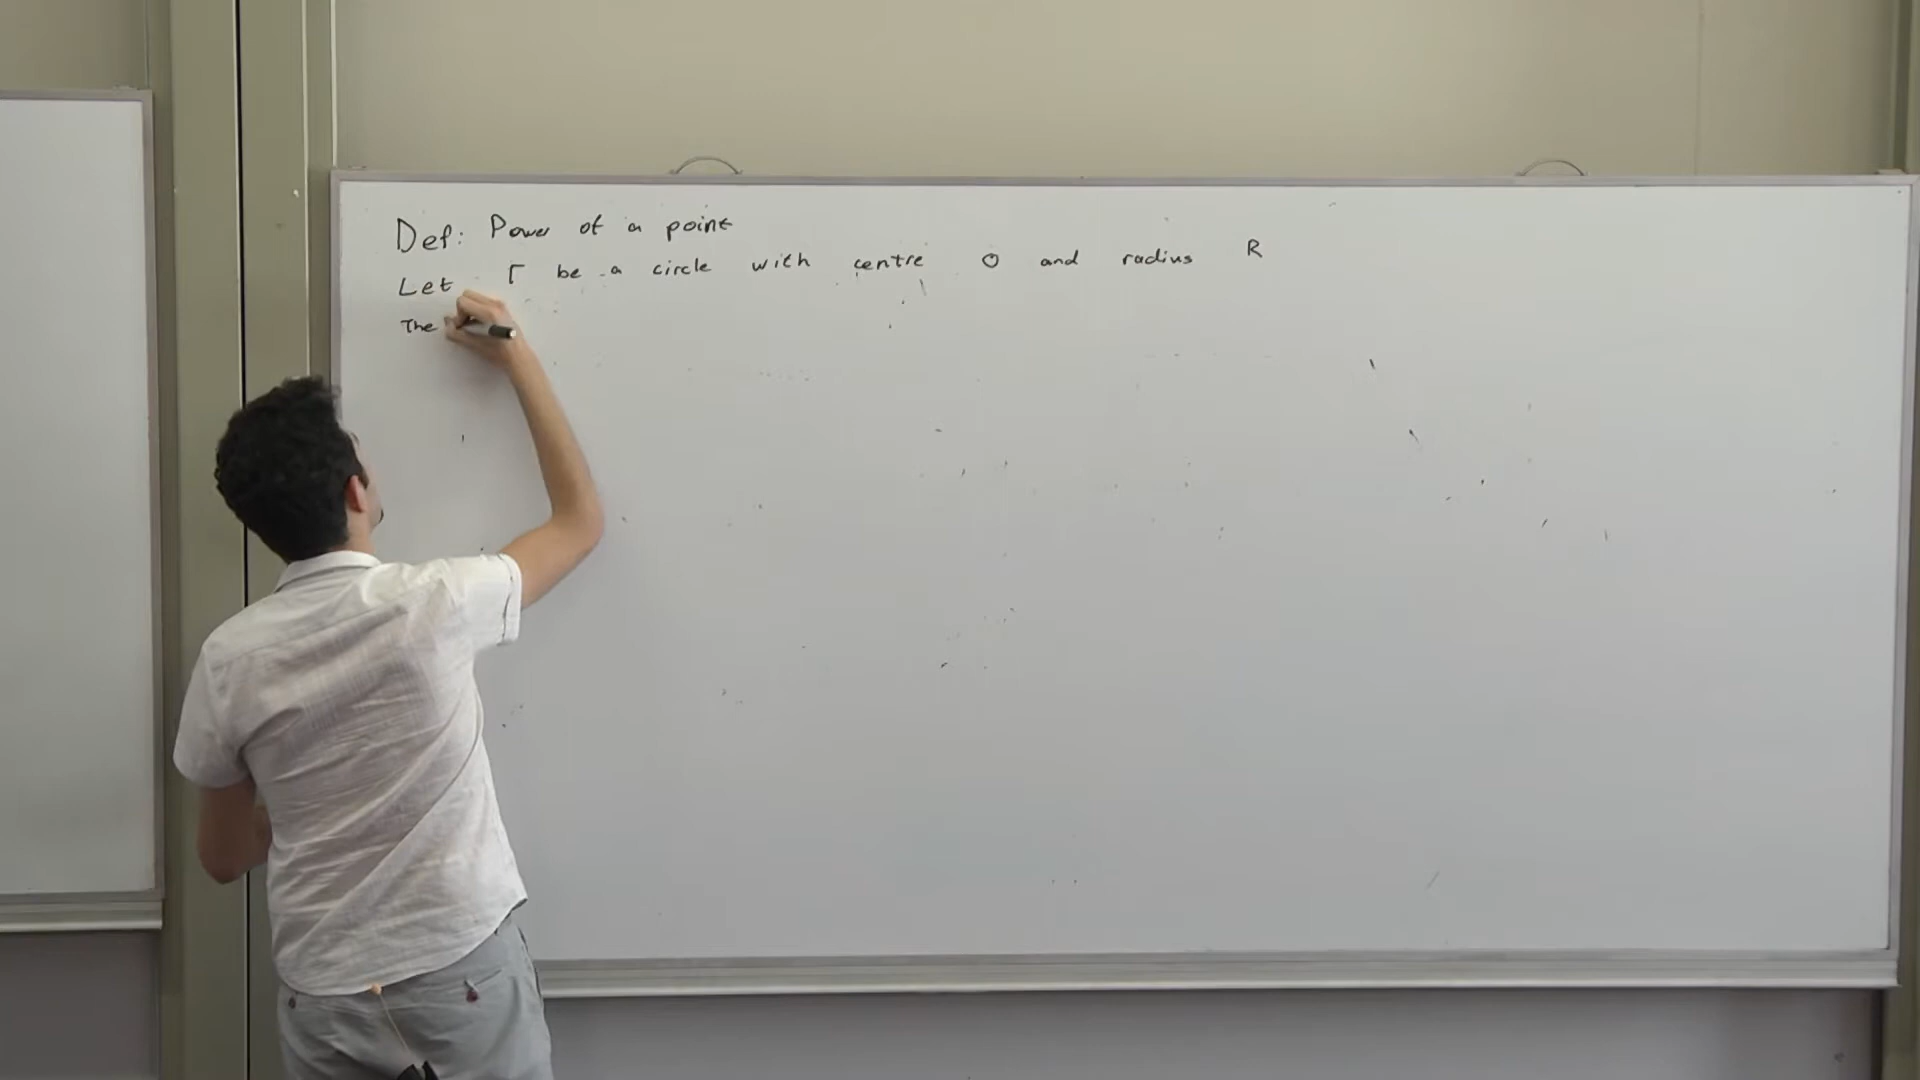 Def: Power of a point
Let Γ be a circle with centre O and radius R
The